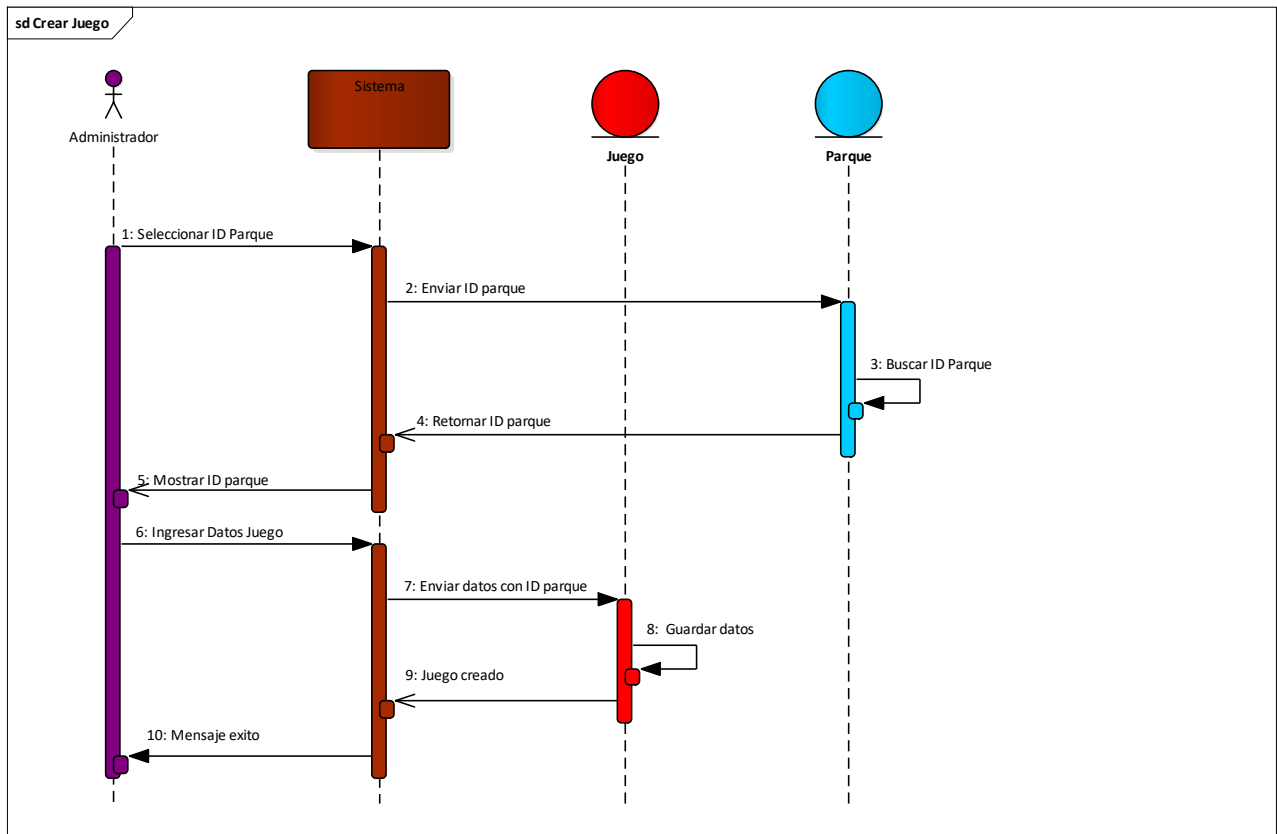 sd Crear Juego
Sistema
Administrador
Juego
Parque
1: Seleccionar ID Parque
2: Enviar ID parque
3: Buscar ID Parque
4: Retornar ID parque
5: Mostrar ID parque
6: Ingresar Datos Juego
7: Enviar datos con ID parque
8: Guardar datos
9: Juego creado
10: Mensaje exito